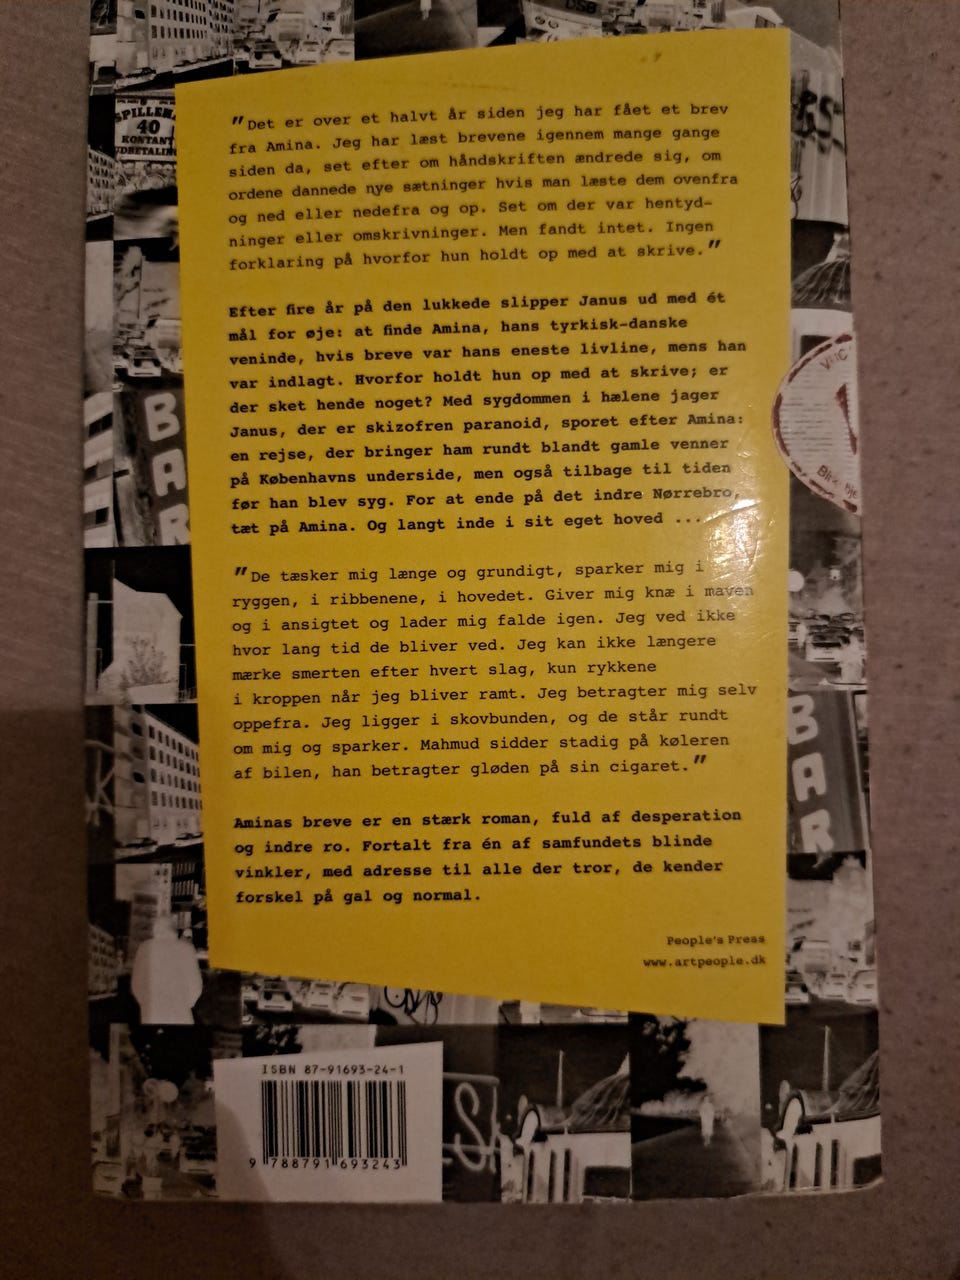 DSB
SPILLEHA
40
KONTANT
UDBETALIN
"Det er over et halvt år siden jeg har fået et brev
fra Amina. Jeg har læst brevene igennem mange gange
siden da, set efter om håndskriften ændrede sig, om
ordene dannede nye sætninger hvis man læste dem ovenfra
og ned eller nedefra og op. Set om der var hentyd-
ninger eller omskrivninger. Men fandt intet. Ingen
forklaring på hvorfor hun holdt op med at skrive."
Efter fire år på den lukkede slipper Janus ud med ét
mål for øje: at finde Amina, hans tyrkisk-danske
veninde, hvis breve var hans eneste livline, mens han
var indlagt. Hvorfor holdt hun op med at skrive; er
der sket hende noget? Med sygdommen i hælene jager
Janus, der er skizofren paranoid, sporet efter Amina:
en rejse, der bringer ham rundt blandt gamle venner
på Københavns underside, men også tilbage til tiden
før han blev syg. For at ende på det indre Nørrebro,
tæt på Amina. Og langt inde i sit eget hoved ...
BAR
"De tæsker mig længe og grundigt, sparker mig i
ryggen, i ribbenene, i hovedet. Giver mig knæ i maven
og i ansigtet og lader mig falde igen. Jeg ved ikke
hvor lang tid de bliver ved. Jeg kan ikke længere
mærke smerten efter hvert slag, kun rykkene
i kroppen når jeg bliver ramt. Jeg betragter mig selv
oppefra. Jeg ligger i skovbunden, og de står rundt
om mig og sparker. Mahmud sidder stadig på køleren
af bilen, han betragter gløden på sin cigaret."
BAR
Aminas breve er en stærk roman, fuld af desperation
og indre ro. Fortalt fra én af samfundets blinde
vinkler, med adresse til alle der tror, de kender
forskel på gal og normal.
People's Press
www.artpeople.dk
ISBN 87-91693-24-1
9 788791 693243